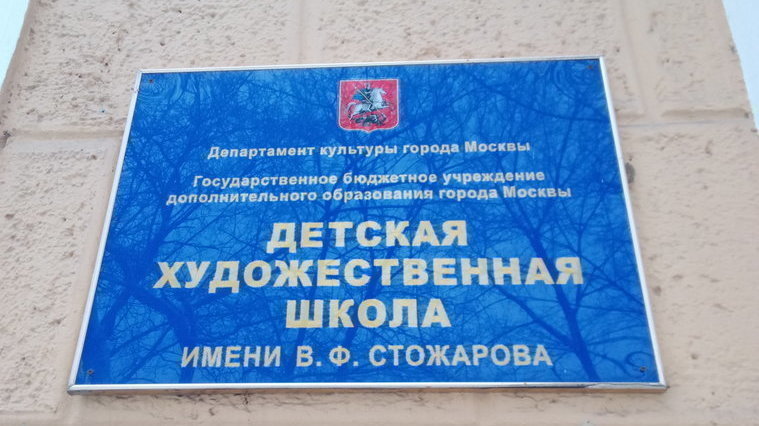 Департамент культуры города Москвы
Государственное бюджетное учреждение
дополнительного образования города Москвы
ДЕТСКАЯ
ХУДОЖЕСТВЕННАЯ
ШКОЛА
ИМЕНИ В. Ф. СТОЖАРОВА